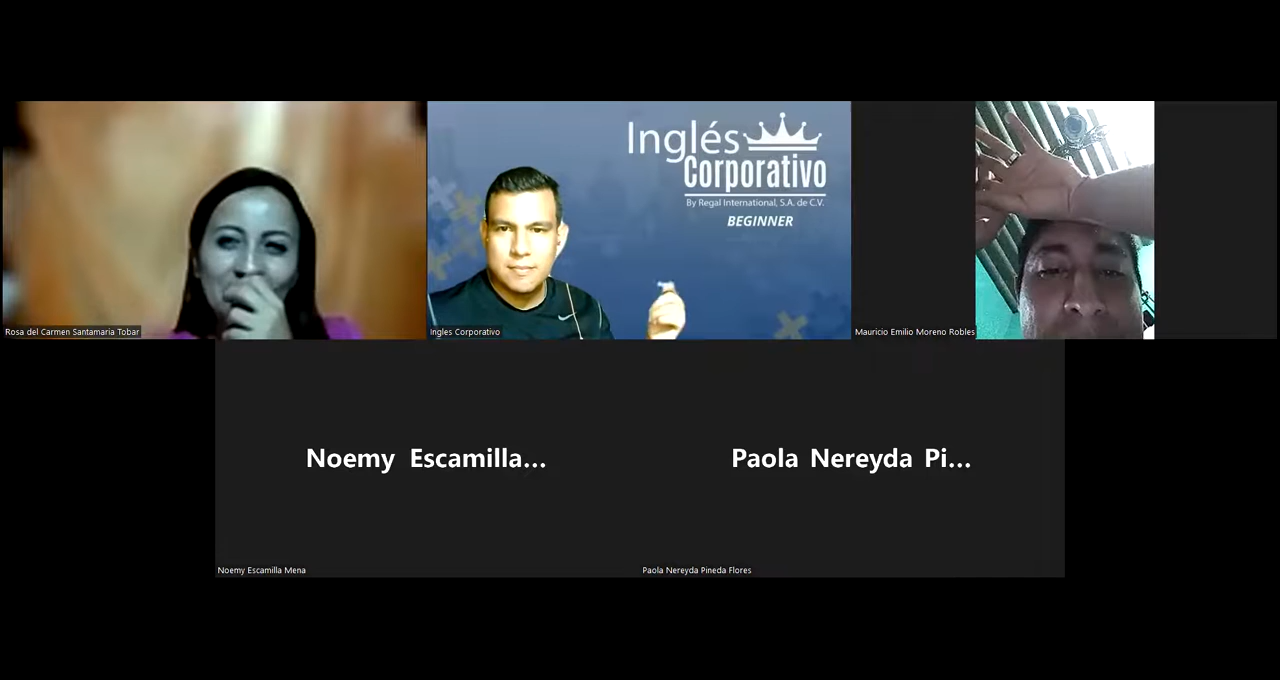 Inglés
Corporativo
By Regal International, S.A. de C.V.
BEGINNER
Rosa del Carmen Santamaria Tobar
Ingles Corporativo
Mauricio Emilio Moreno Robles
Noemy Escamilla...
Paola Nereyda Pi...
Noemy Escamilla Mena
Paola Nereyda Pineda Flores